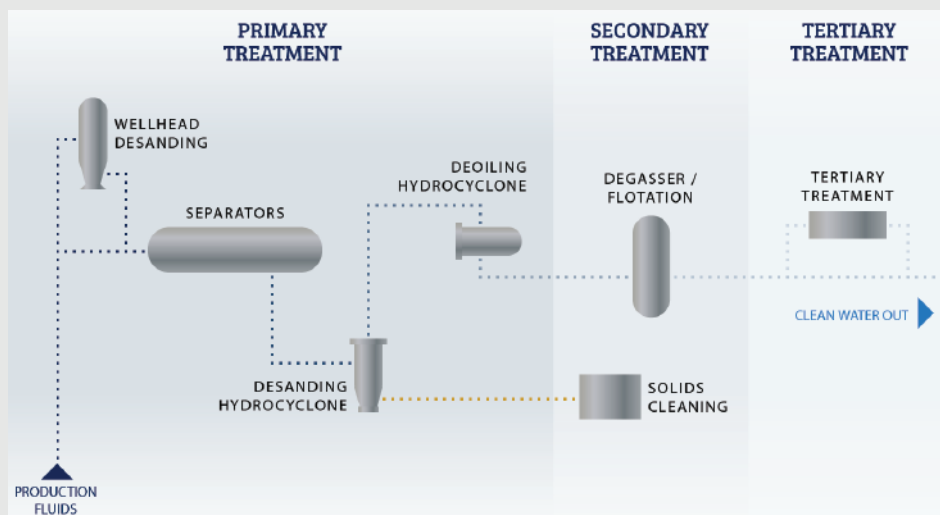 PRIMARY
TREATMENT
SECONDARY
TREATMENT
TERTIARY
TREATMENT
WELLHEAD
DESANDING
SEPARATORS
DEOILING
HYDROCYCLONE
DEGASSER /
FLOTATION
TERTIARY
TREATMENT
CLEAN WATER OUT
DESANDING
HYDROCYCLONE
SOLIDS
CLEANING
PRODUCTION
FLUIDS